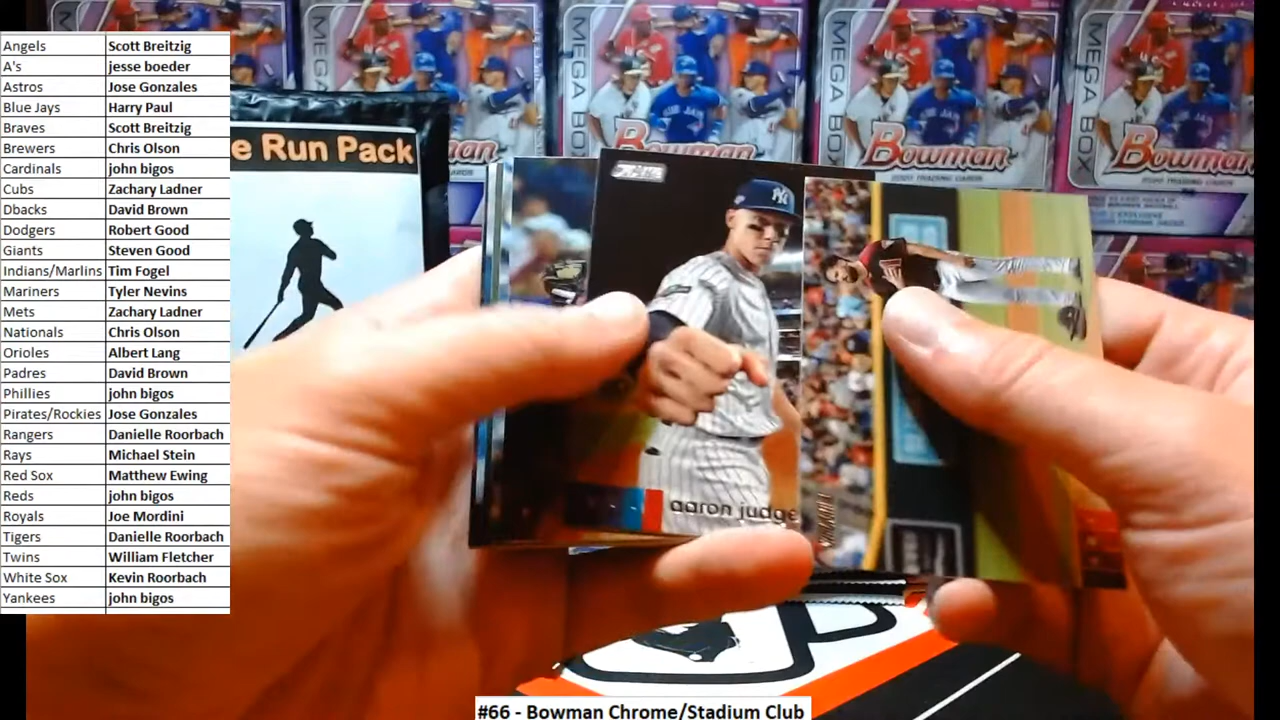 Angels Scott Breitzig
A's jesse boeder
Astros Jose Gonzales
Blue Jays Harry Paul
Braves Scott Breitzig
Brewers Chris Olson
Cardinals john bigos
Cubs Zachary Ladner
Dbacks David Brown
Dodgers Robert Good
Giants Steven Good
Indians/Marlins Tim Fogel
Mariners Tyler Nevins
Mets Zachary Ladner
Nationals Chris Olson
Orioles Albert Lang
Padres David Brown
Phillies john bigos
Pirates/Rockies Jose Gonzales
Rangers Danielle Roorbach
Rays Michael Stein
Red Sox Matthew Ewing
Reds john bigos
Royals Joe Mordini
Tigers Danielle Roorbach
Twins William Fletcher
White Sox Kevin Roorbach
Yankees john bigos
e Run Pack
MEGA BOX
Bowman
MEGA BOX
Bowman
MEGA BOX
Bowman
MEGA BOX
Bowman
NY
aaron judge
#66 - Bowman Chrome/Stadium Club